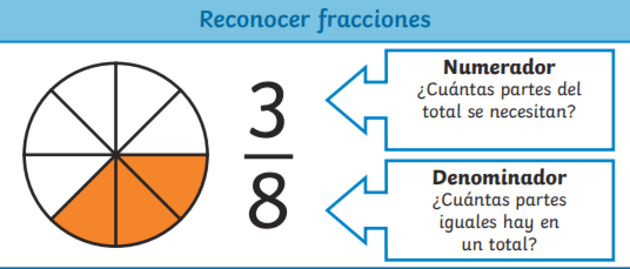 Reconocer fracciones
3
8
Numerador
¿Cuántas partes del
total se necesitan?
Denominador
¿Cuántas partes
iguales hay en
un total?